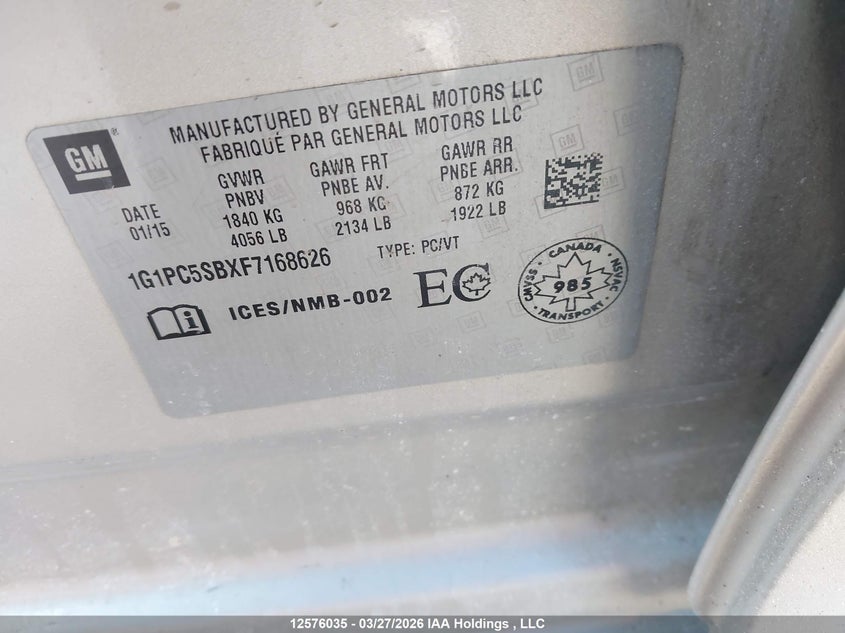 GM
MANUFACTURED BY GENERAL MOTORS LLC
FABRIQUÉ PAR GENERAL MOTORS LLC
DATE
01/15
GVWR
PNBV
1840 KG
4056 LB
GAWR FRT
PNBE AV.
968 KG
2134 LB
GAWR RR
PNBE ARR.
872 KG
1922 LB
TYPE: PC/VT
1G1PC5SBXF7168626
ICES/NMB-002
EC
CANADA
CMVSS
NSVAC
985
TRANSPORT
12576035 - 03/27/2026 IAA Holdings , LLC